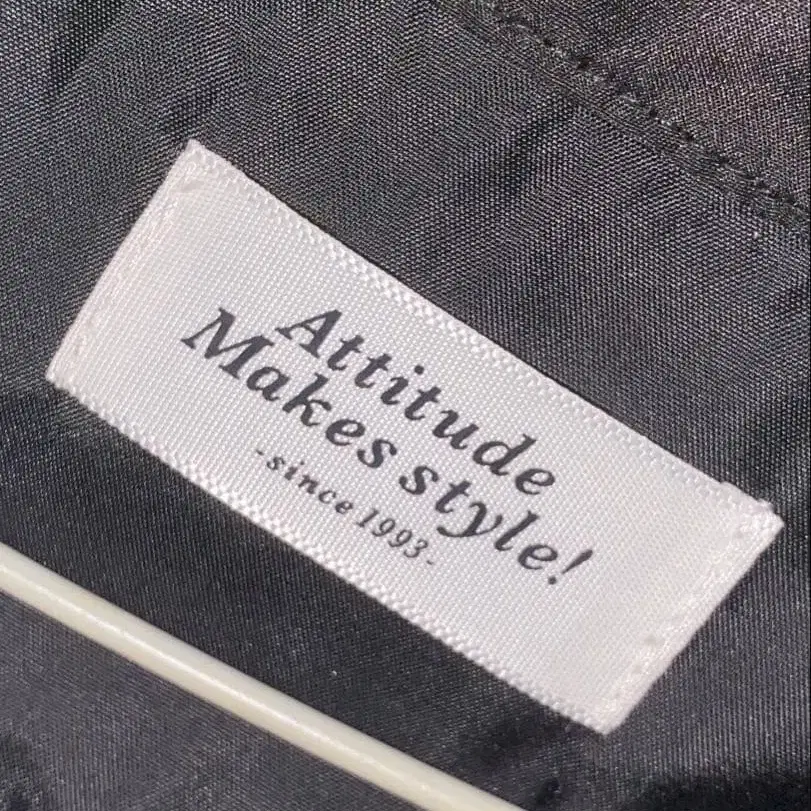 Attitude
Makes style!
-since 1993-